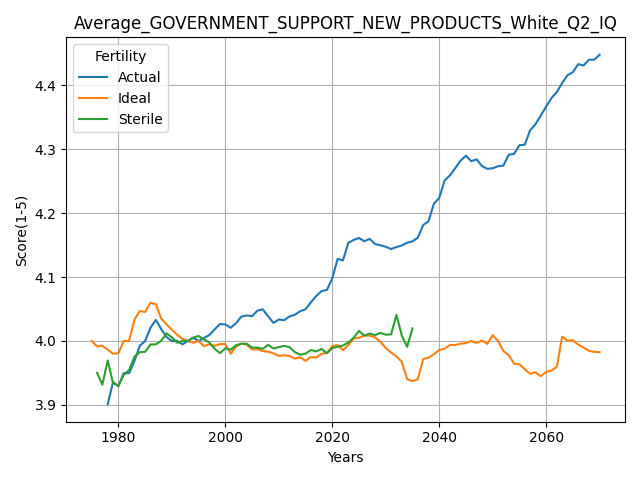 Average_GOVERNMENT_SUPPORT_NEW_PRODUCTS_White_Q2_IQ
Fertility
Actual
Ideal
Sterile
Score(1-5)
4.4
4.3
4.2
4.1
4.0
3.9
1980 2000 2020 2040 2060
Years